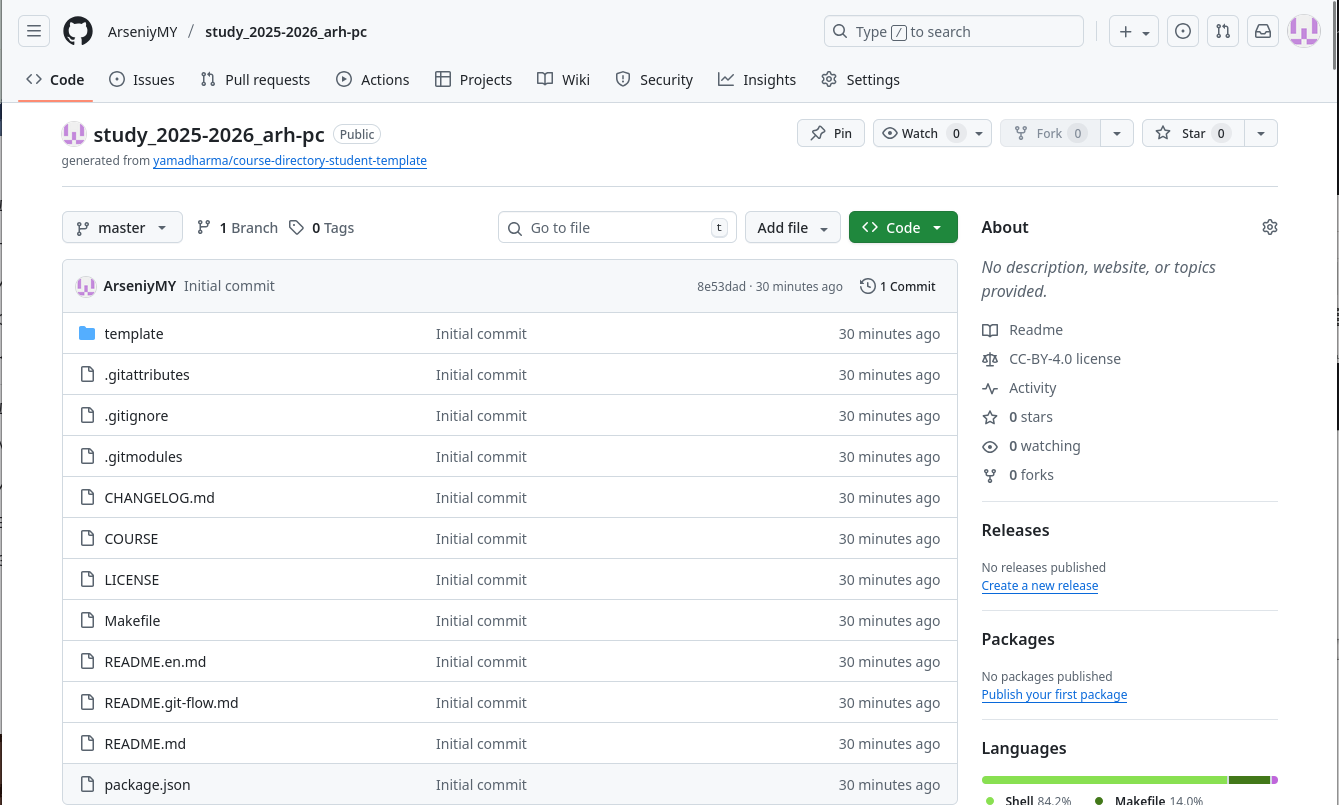 ArseniyMY / study_2025-2026_arh-pc
Type / to search
Code Issues Pull requests Actions Projects Wiki Security Insights Settings
study_2025-2026_arh-pc Public
Pin Watch 0 Fork 0 Star 0
generated from yamadharma/course-directory-student-template
master 1 Branch 0 Tags Go to file t Add file Code
ArseniyMY Initial commit 8e53dad · 30 minutes ago 1 Commit
template Initial commit 30 minutes ago
.gitattributes Initial commit 30 minutes ago
.gitignore Initial commit 30 minutes ago
.gitmodules Initial commit 30 minutes ago
CHANGELOG.md Initial commit 30 minutes ago
COURSE Initial commit 30 minutes ago
LICENSE Initial commit 30 minutes ago
Makefile Initial commit 30 minutes ago
README.en.md Initial commit 30 minutes ago
README.git-flow.md Initial commit 30 minutes ago
README.md Initial commit 30 minutes ago
package.json Initial commit 30 minutes ago
About
No description, website, or topics
provided.
Readme
CC-BY-4.0 license
Activity
0 stars
0 watching
0 forks
Releases
No releases published
Create a new release
Packages
No packages published
Publish your first package
Languages
Shell 84.2% Makefile 14.0%